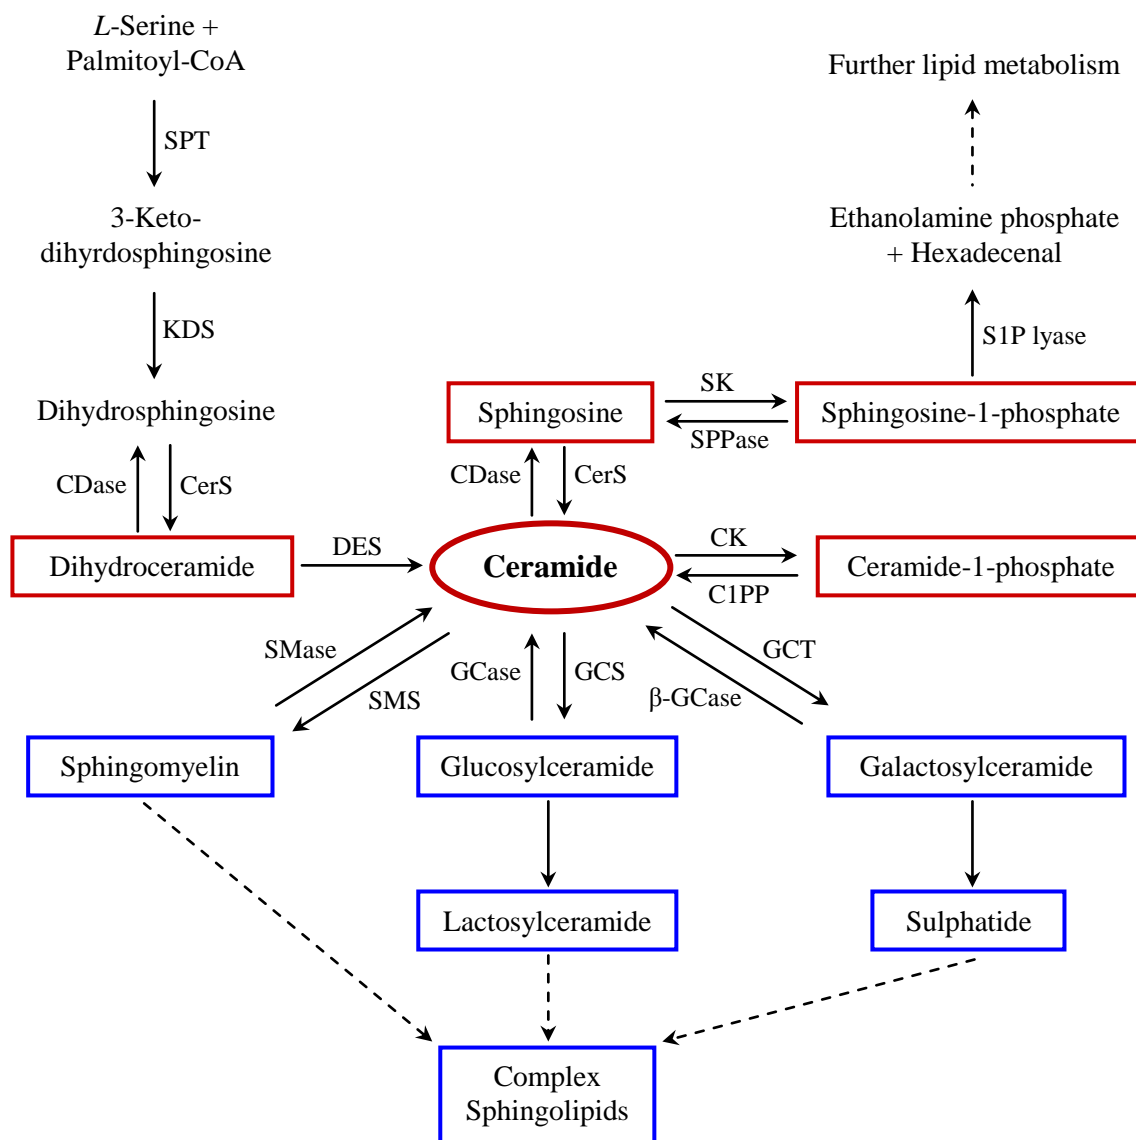 L-Serine +
Palmitoyl-CoA
Further lipid metabolism
SPT
3-Keto-
dihyrdosphingosine
Ethanolamine phosphate
+ Hexadecenal
KDS
S1P lyase
Dihydrosphingosine
Sphingosine
SK
SPPase
Sphingosine-1-phosphate
CDase
CerS
CDase
CerS
Dihydroceramide
DES
Ceramide
CK
C1PP
Ceramide-1-phosphate
SMase
SMS
GCase
GCS
β-GCase
GCT
Sphingomyelin
Glucosylceramide
Galactosylceramide
Lactosylceramide
Sulphatide
Complex
Sphingolipids